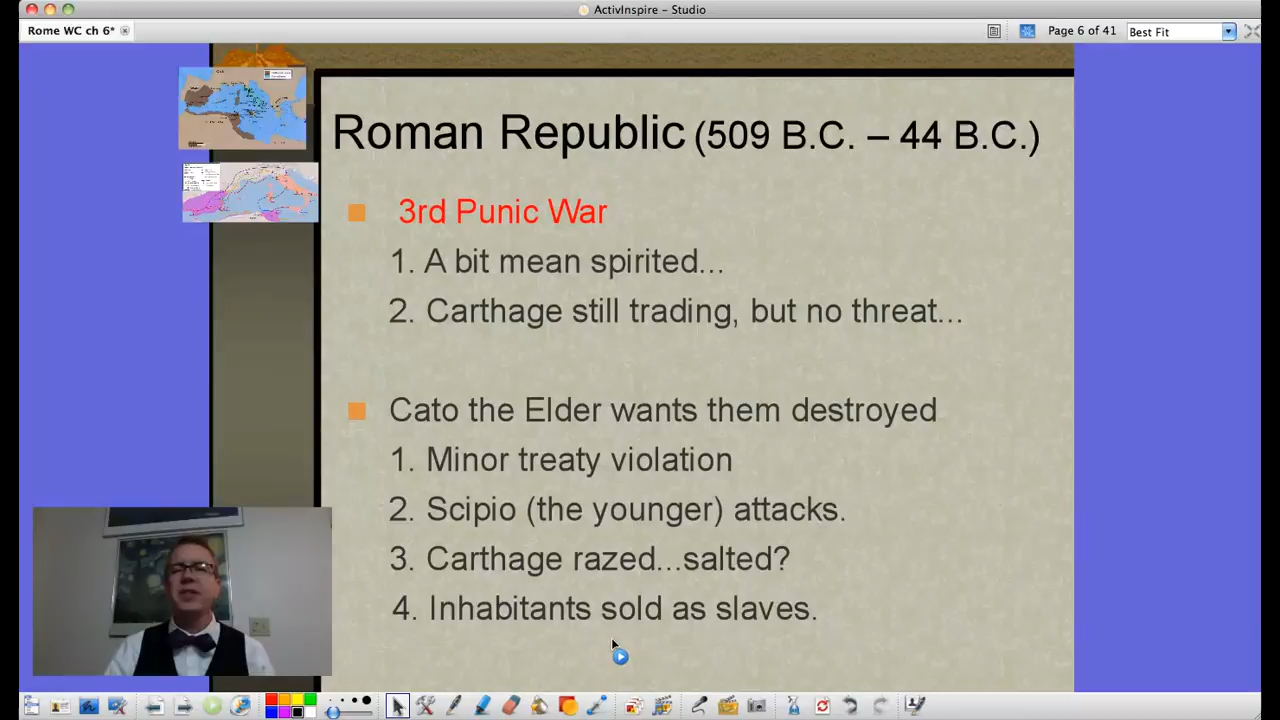 ActivInspire – Studio
Rome WC ch 6*
Page 6 of 41
Best Fit
Roman Republic (509 B.C. – 44 B.C.)
3rd Punic War
1. A bit mean spirited...
2. Carthage still trading, but no threat...
Cato the Elder wants them destroyed
1. Minor treaty violation
2. Scipio (the younger) attacks.
3. Carthage razed...salted?
4. Inhabitants sold as slaves.